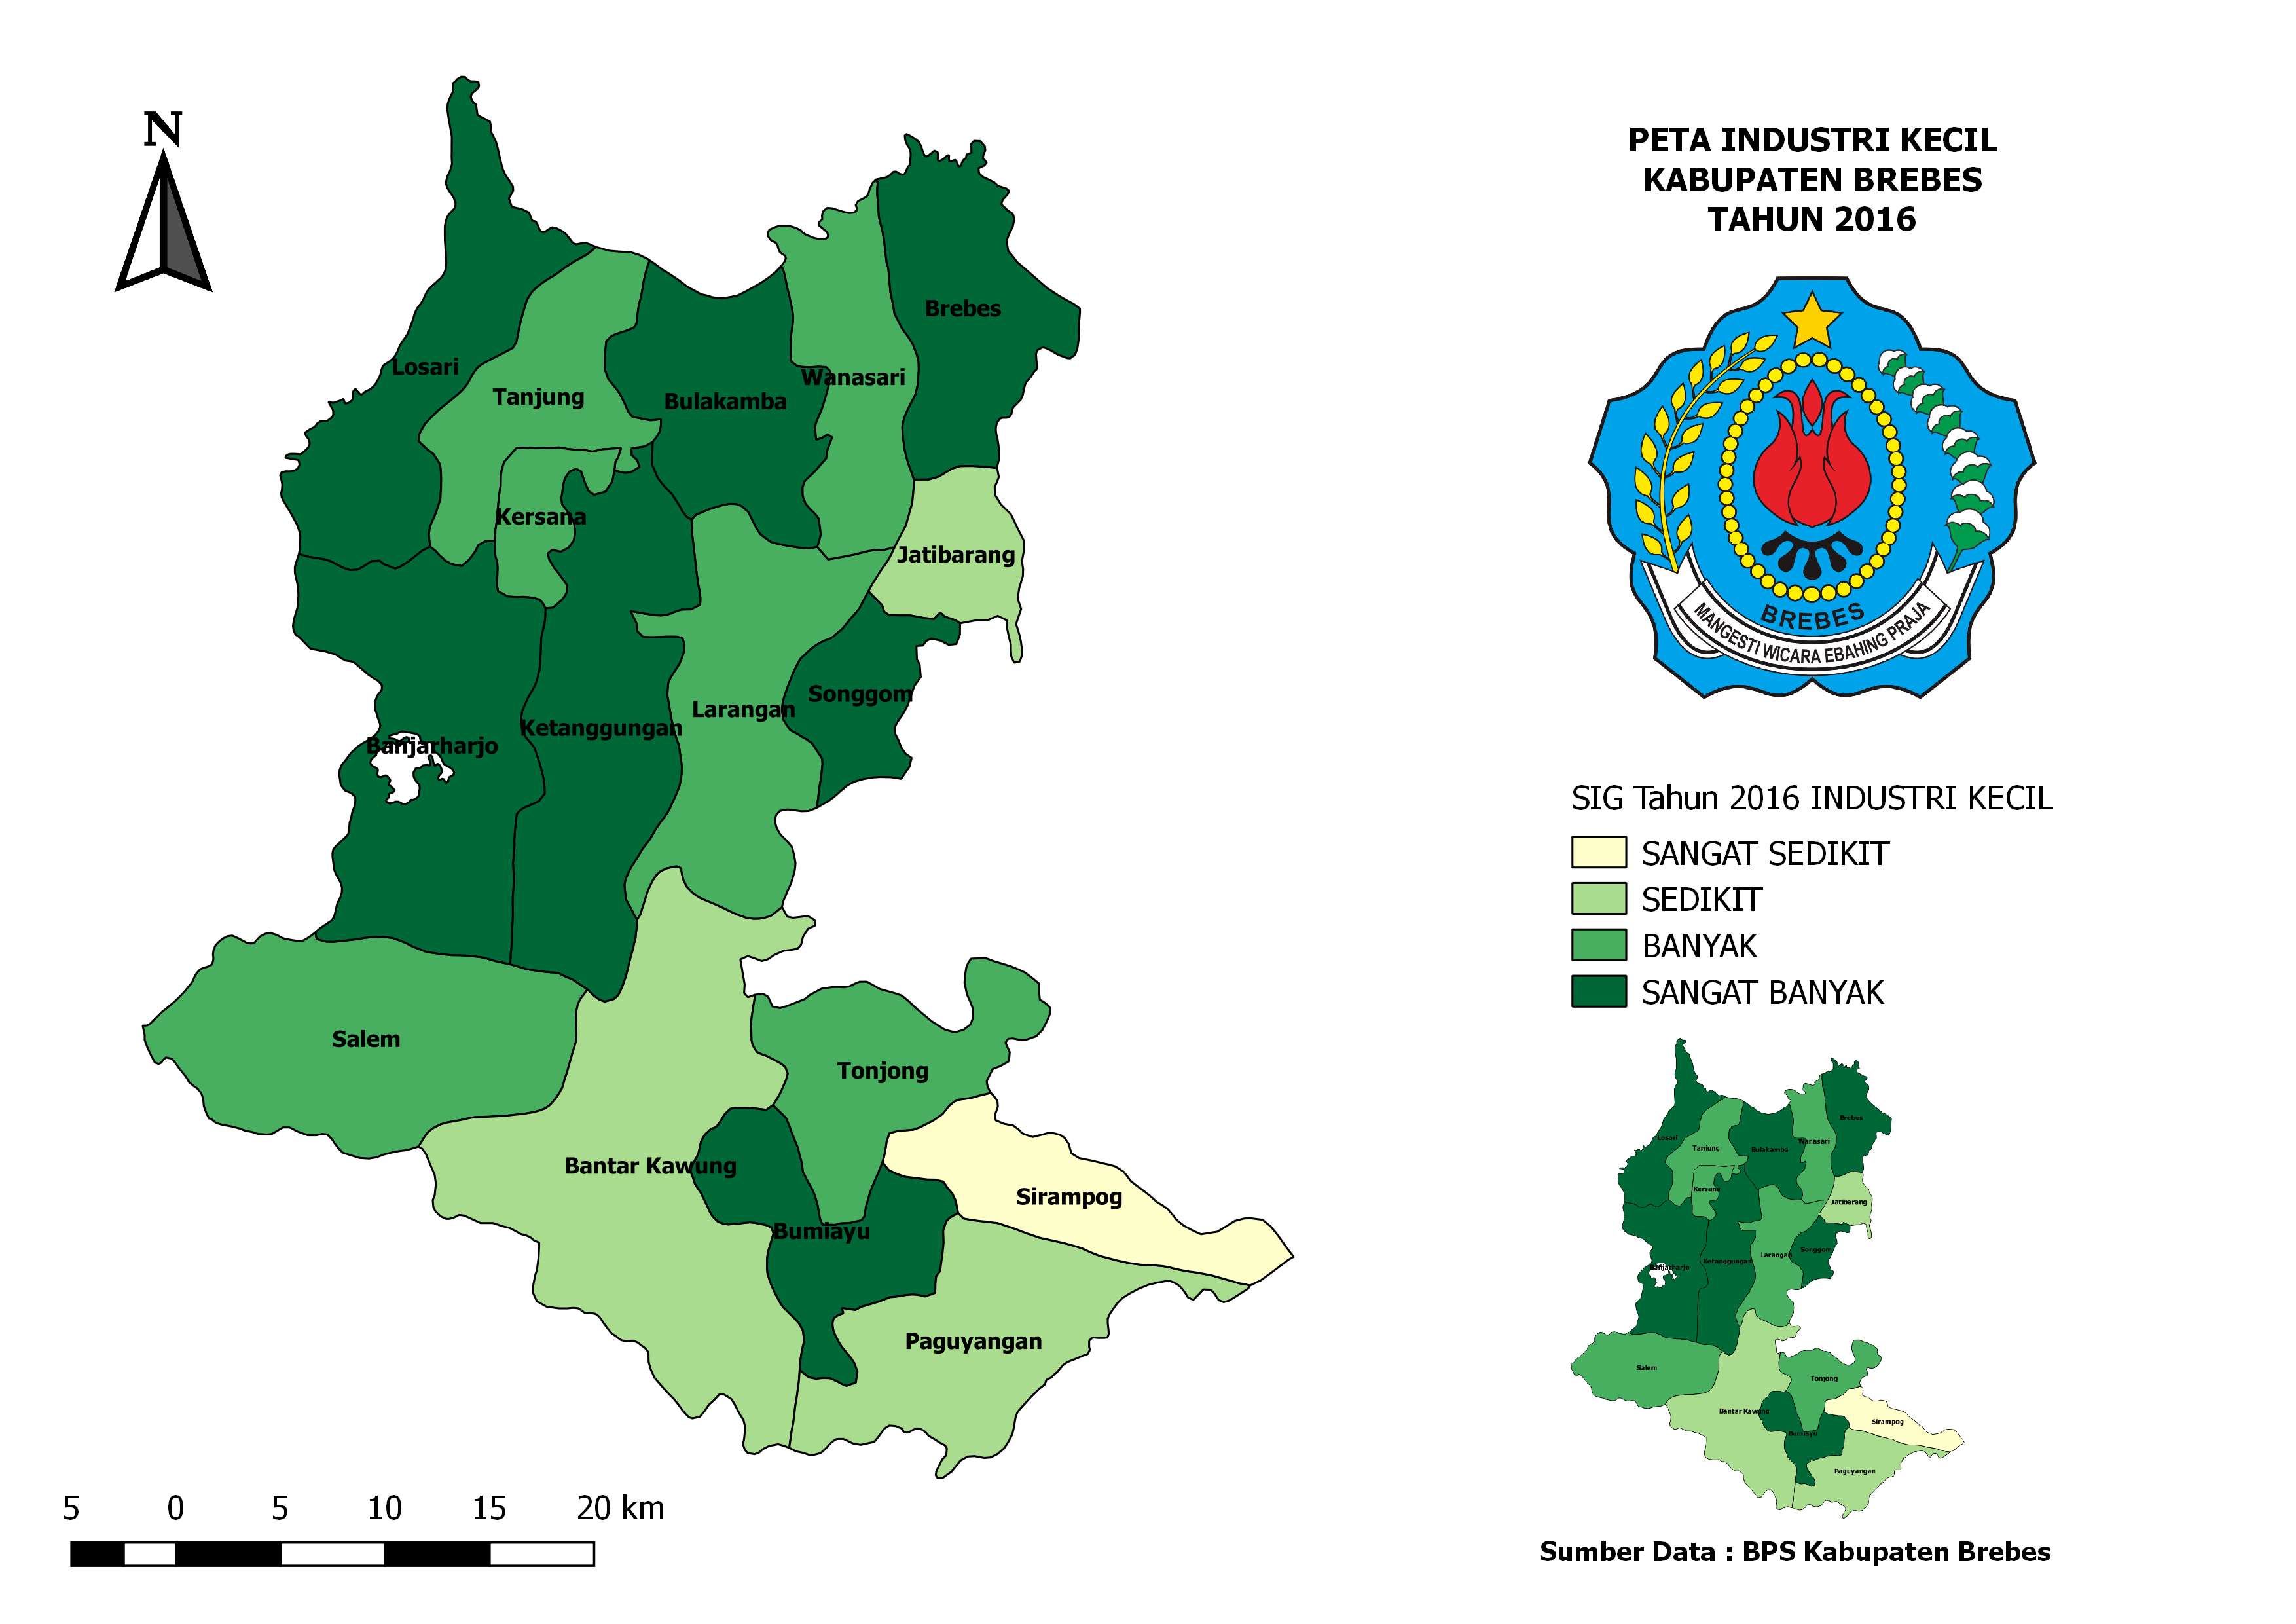 N
PETA INDUSTRI KECIL
KABUPATEN BREBES
TAHUN 2016
Losari
Tanjung
Bulakamba
Wanasari
Brebes
Kersana
Jatibarang
Banjarharjo
Ketanggungan
Larangan
Songgom
Salem
Tonjong
Bantar Kawung
Bumiayu
Sirampog
Paguyangan
5 0 5 10 15 20 km
BREBES
MANGESTI WICARA EBAHING PRAJA
SIG Tahun 2016 INDUSTRI KECIL
SANGAT SEDIKIT
SEDIKIT
BANYAK
SANGAT BANYAK
Losari
Tanjung
Bulakamba
Wanasari
Brebes
Kersana
Jatibarang
Banjarharjo
Ketanggungan
Larangan
Songgom
Salem
Tonjong
Bantar Kawung
Bumiayu
Sirampog
Paguyangan
Sumber Data : BPS Kabupaten Brebes